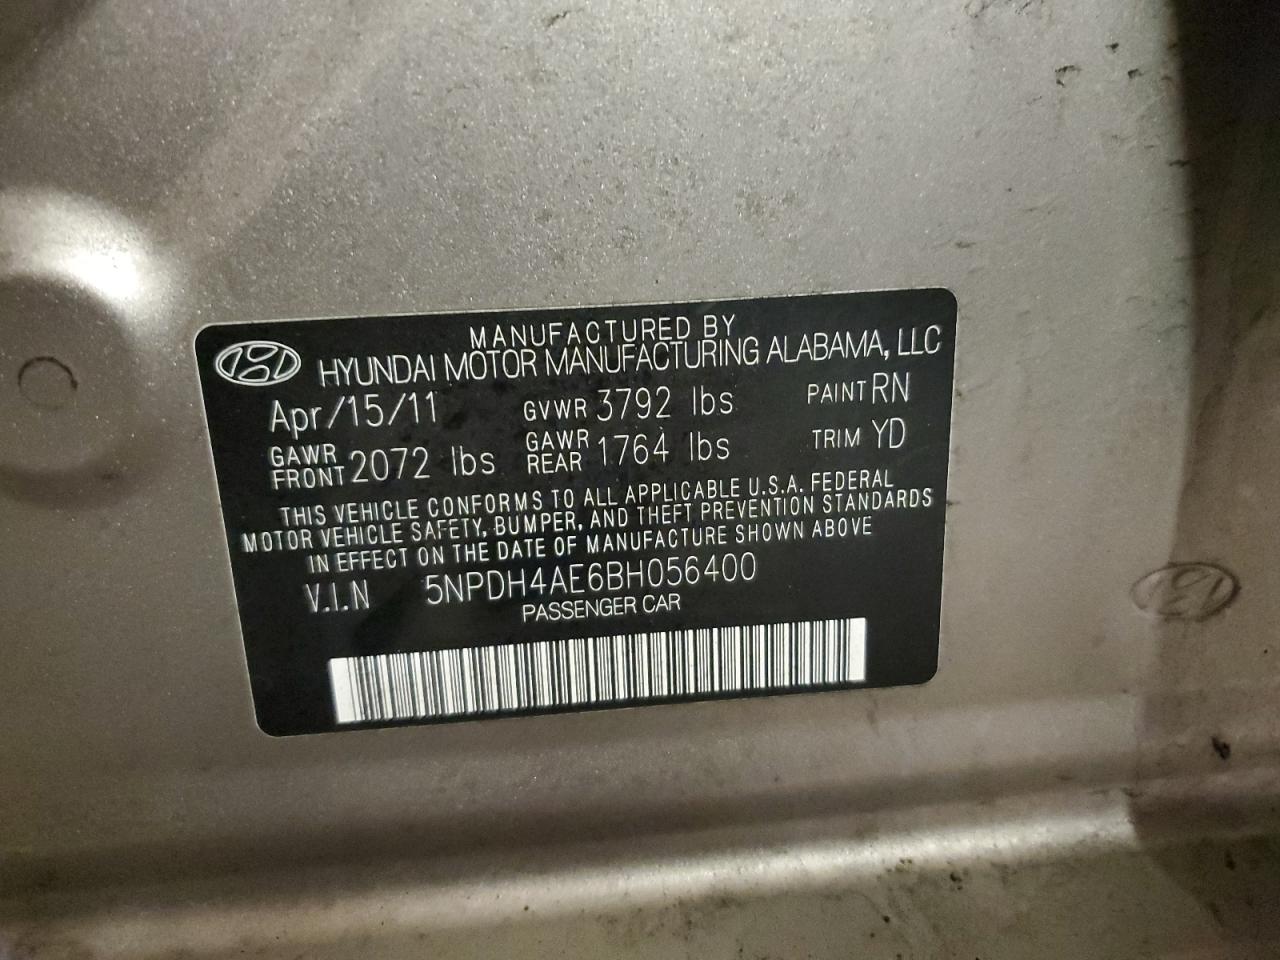 MANUFACTURED BY
HYUNDAI MOTOR MANUFACTURING ALABAMA, LLC
Apr/15/11 GVWR 3792 lbs PAINT RN
GAWR FRONT 2072 lbs GAWR REAR 1764 lbs TRIM YD
THIS VEHICLE CONFORMS TO ALL APPLICABLE U.S.A. FEDERAL
MOTOR VEHICLE SAFETY, BUMPER, AND THEFT PREVENTION STANDARDS
IN EFFECT ON THE DATE OF MANUFACTURE SHOWN ABOVE
V.I.N 5NPDH4AE6BH056400
PASSENGER CAR